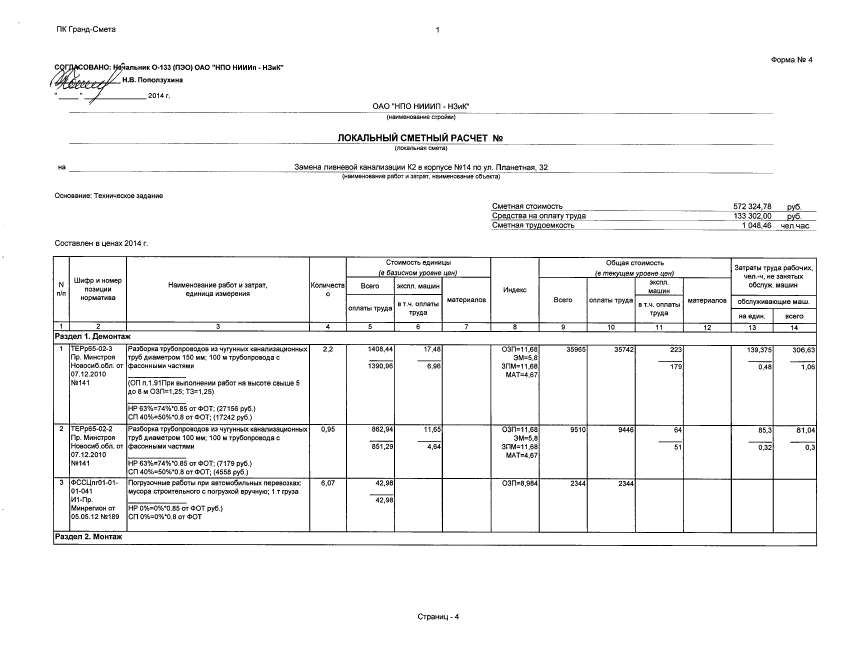 ПК Гранд-Смета
1
Форма № 4
СОГЛАСОВАНО: Начальник О-133 (ПЭО) ОАО "НПО НИИИП - НЗиК"
Н.В. Поползухина
"_____" ________________ 2014 г.
ОАО "НПО НИИИП - НЗиК"
(наименование стройки)
ЛОКАЛЬНЫЙ СМЕТНЫЙ РАСЧЕТ №
(локальная смета)
на Замена ливневой канализации К2 в корпусе №14 по ул. Планетная, 32
(наименование работ и затрат, наименование объекта)
Основание: Техническое задание
Сметная стоимость 572 324,78 руб.
Средства на оплату труда 133 302,00 руб.
Сметная трудоемкость 1 048,46 чел.час
Составлен в ценах 2014 г.
N п/п Шифр и номер позиции норматива Наименование работ и затрат, единица измерения Количество Стоимость единицы (в базисном уровне цен) Индекс Общая стоимость (в текущем уровне цен) Затраты труда рабочих, чел.-ч, не занятых обслуж. машин
Всего экспл. машин материалов Всего оплаты труда экспл. машин материалов обслуживающие маш.
оплаты труда в т.ч. оплаты труда в т.ч. оплаты труда на един. всего
1 2 3 4 5 6 7 8 9 10 11 12 13 14
Раздел 1. Демонтаж
1 ТЕРр65-02-3 Разборка трубопроводов из чугунных канализационных 2,2 1408,44 17,48 ОЗП=11,68 35965 35742 223 139,375 306,63
Пр. Минстроя труб диаметром 150 мм; 100 м трубопровода с ЭМ=5,8
Новосиб.обл. от фасонными частями 1390,96 6,96 ЗПМ=11,68 179 0,48 1,06
07.12.2010 МАТ=4,67
№141 (ОП п.1.91При выполнении работ на высоте свыше 5
до 8 м ОЗП=1,25; ТЗ=1,25)
НР 63%=74%*0.85 от ФОТ; (27156 руб.)
СП 40%=50%*0.8 от ФОТ; (17242 руб.)
2 ТЕРр65-02-2 Разборка трубопроводов из чугунных канализационных 0,95 862,94 11,65 ОЗП=11,68 9510 9446 64 85,3 81,04
Пр. Минстроя труб диаметром 100 мм; 100 м трубопровода с ЭМ=5,8
Новосиб.обл. от фасонными частями 851,29 4,64 ЗПМ=11,68 51 0,32 0,3
07.12.2010 МАТ=4,67
№141 НР 63%=74%*0.85 от ФОТ; (7179 руб.)
СП 40%=50%*0.8 от ФОТ; (4558 руб.)
3 ФССЦпг01-01- Погрузочные работы при автомобильных перевозках: 6,07 42,98 ОЗП=8,984 2344 2344
01-041 мусора строительного с погрузкой вручную; 1 т груза
И1-Пр. 42,98
Минрегион от НР 0%=0%*0.85 от ФОТ руб.)
05.05.12 №189 СП 0%=0%*0.8 от ФОТ
Раздел 2. Монтаж
Страниц - 4